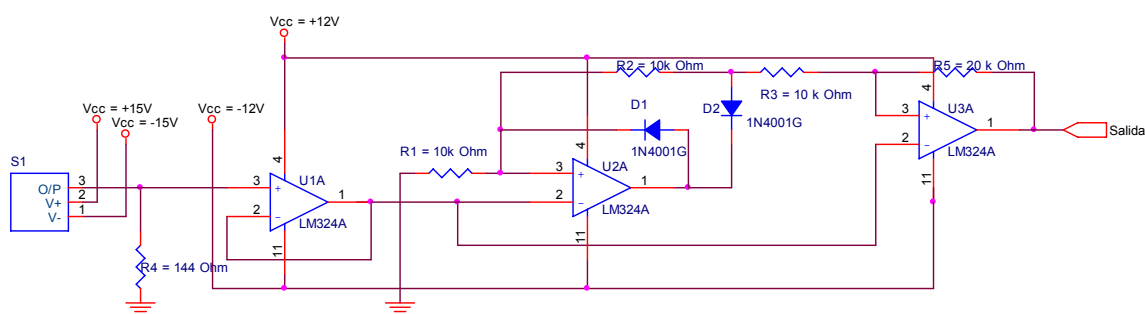 Vcc = +12V
Vcc = +15V
Vcc = -15V
Vcc = -12V
S1
O/P
V+
V-
3
2
1
R4 = 144 Ohm
3
2
+
-
4
11
1
U1A
LM324A
R1 = 10k Ohm
R2 = 10k Ohm
D1
1N4001G
3
2
+
-
4
11
1
U2A
LM324A
D2
1N4001G
R3 = 10 k Ohm
R5 = 20 k Ohm
3
2
+
-
4
11
1
U3A
LM324A
Salida